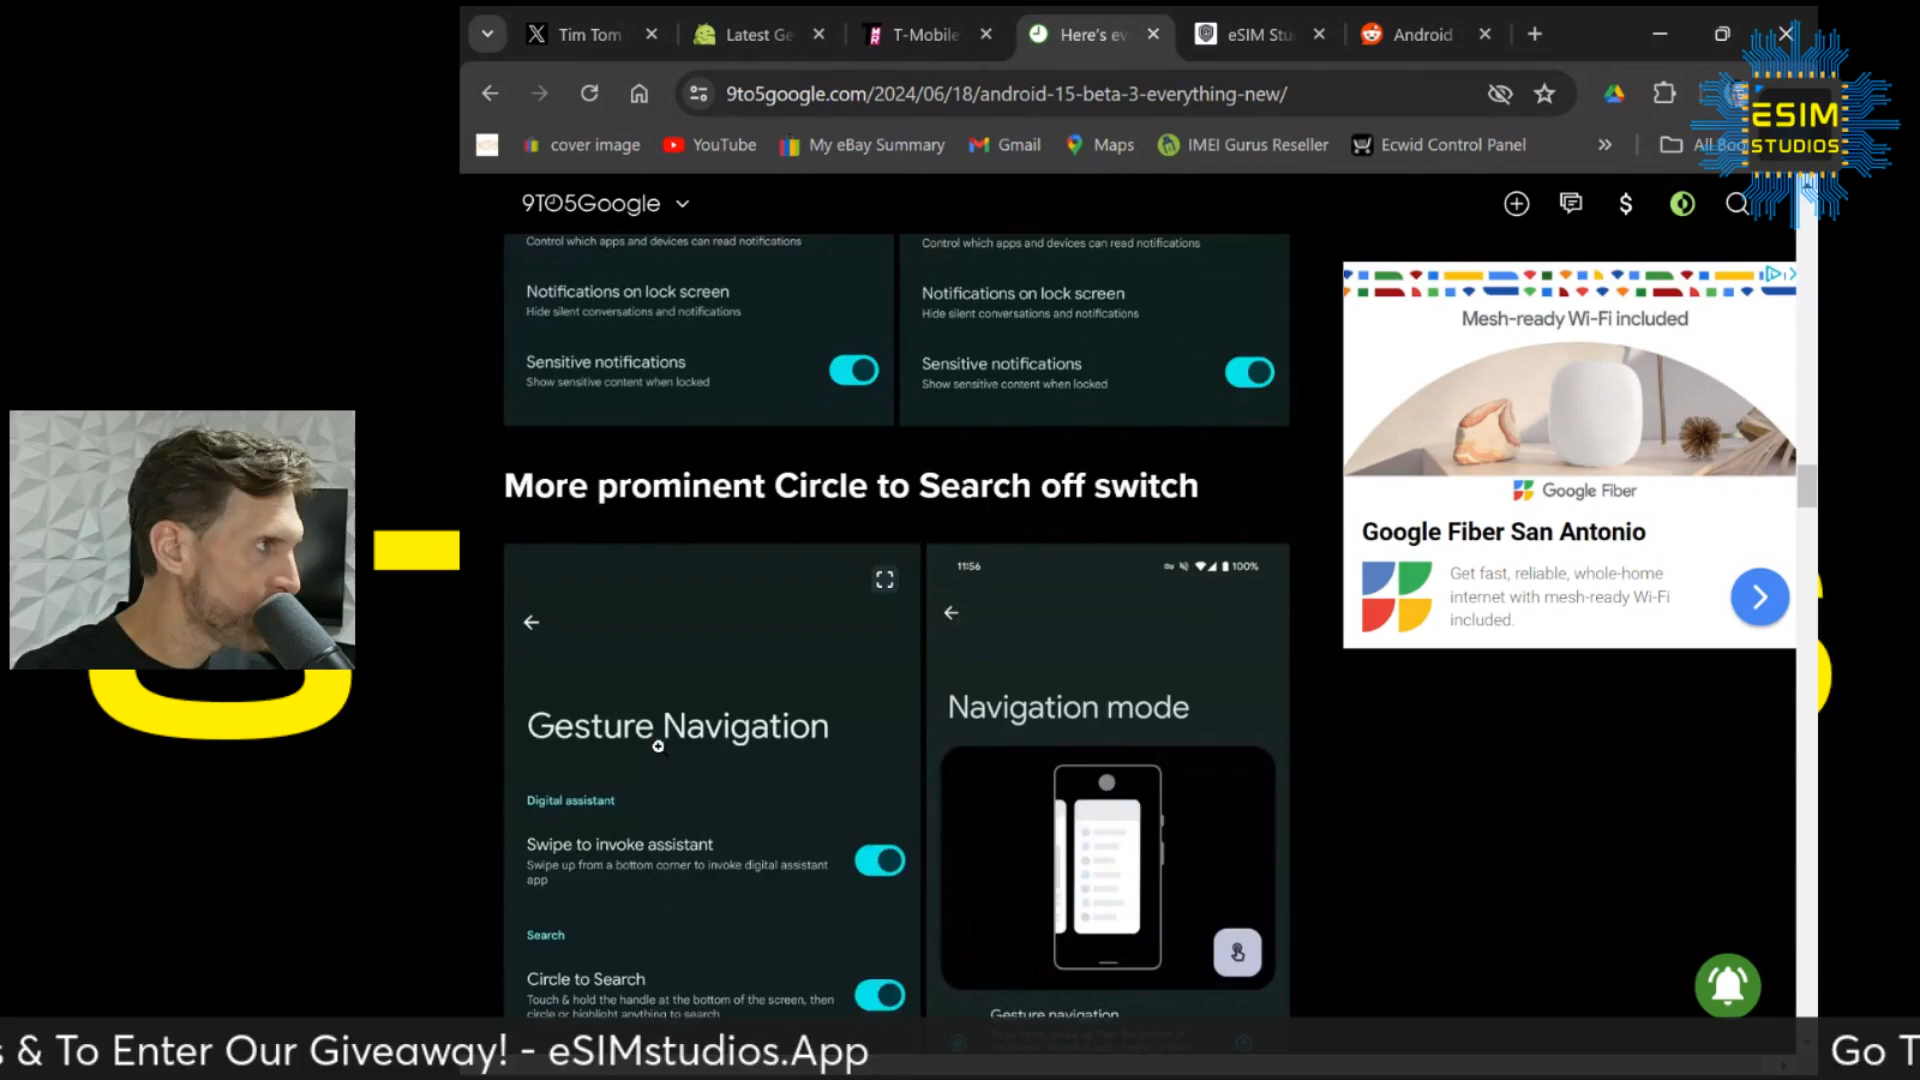 Tim Tom
Latest Ge
T-Mobile
Here's ev
eSIM Stu
Android
9to5google.com/2024/06/18/android-15-beta-3-everything-new/
cover image
YouTube
My eBay Summary
Gmail
Maps
IMEI Gurus Reseller
Ecwid Control Panel
»
All Boo
ESIM
STUDIOS
9TO5Google
Control which apps and devices can read notifications
Notifications on lock screen
Hide silent conversations and notifications
Sensitive notifications
Show sensitive content when locked
Control which apps and devices can read notifications
Notifications on lock screen
Hide silent conversations and notifications
Sensitive notifications
Show sensitive content when locked
Mesh-ready Wi-Fi included
Google Fiber
Google Fiber San Antonio
Get fast, reliable, whole-home
internet with mesh-ready Wi-Fi
included.
More prominent Circle to Search off switch
Gesture Navigation
Digital assistant
Swipe to invoke assistant
Swipe up from a bottom corner to invoke digital assistant
app
Search
Circle to Search
Touch & hold the handle at the bottom of the screen, then
circle or highlight anything to search
11:56
100%
Navigation mode
Gesture navigation
s & To Enter Our Giveaway! - eSIMstudios.App
Go T